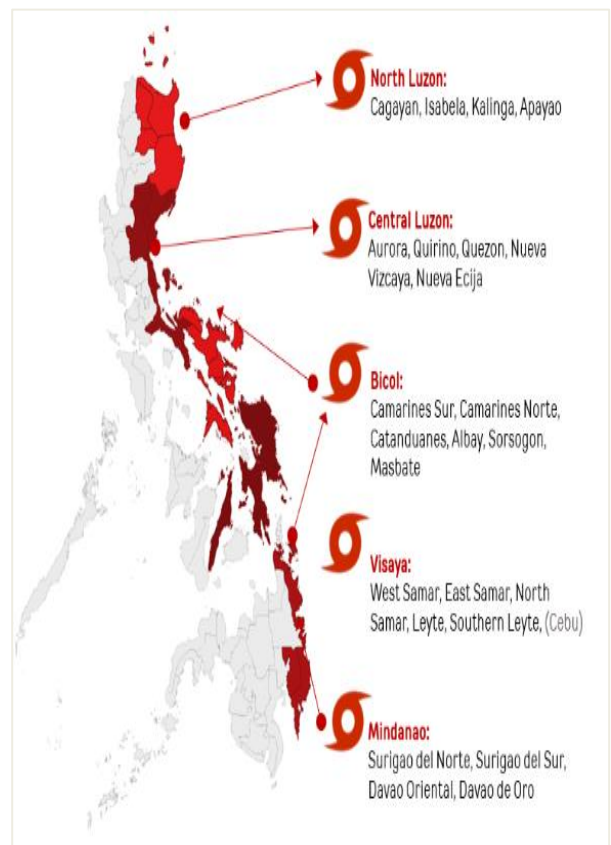 North Luzon:
Cagayan, Isabela, Kalinga, Apayao
Central Luzon:
Aurora, Quirino, Quezon, Nueva
Vizcaya, Nueva Ecija
Bicol:
Camarines Sur, Camarines Norte,
Catanduanes, Albay, Sorsogon,
Masbate
Visaya:
West Samar, East Samar, North
Samar, Leyte, Southern Leyte, (Cebu)
Mindanao:
Surigao del Norte, Surigao del Sur,
Davao Oriental, Davao de Oro